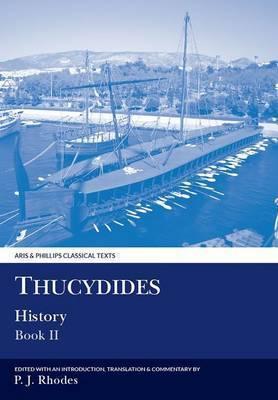 ARIS & PHILLIPS CLASSICAL TEXTS
THUCYDIDES
History
Book II
EDITED WITH AN INTRODUCTION, TRANSLATION & COMMENTARY BY
P. J. Rhodes